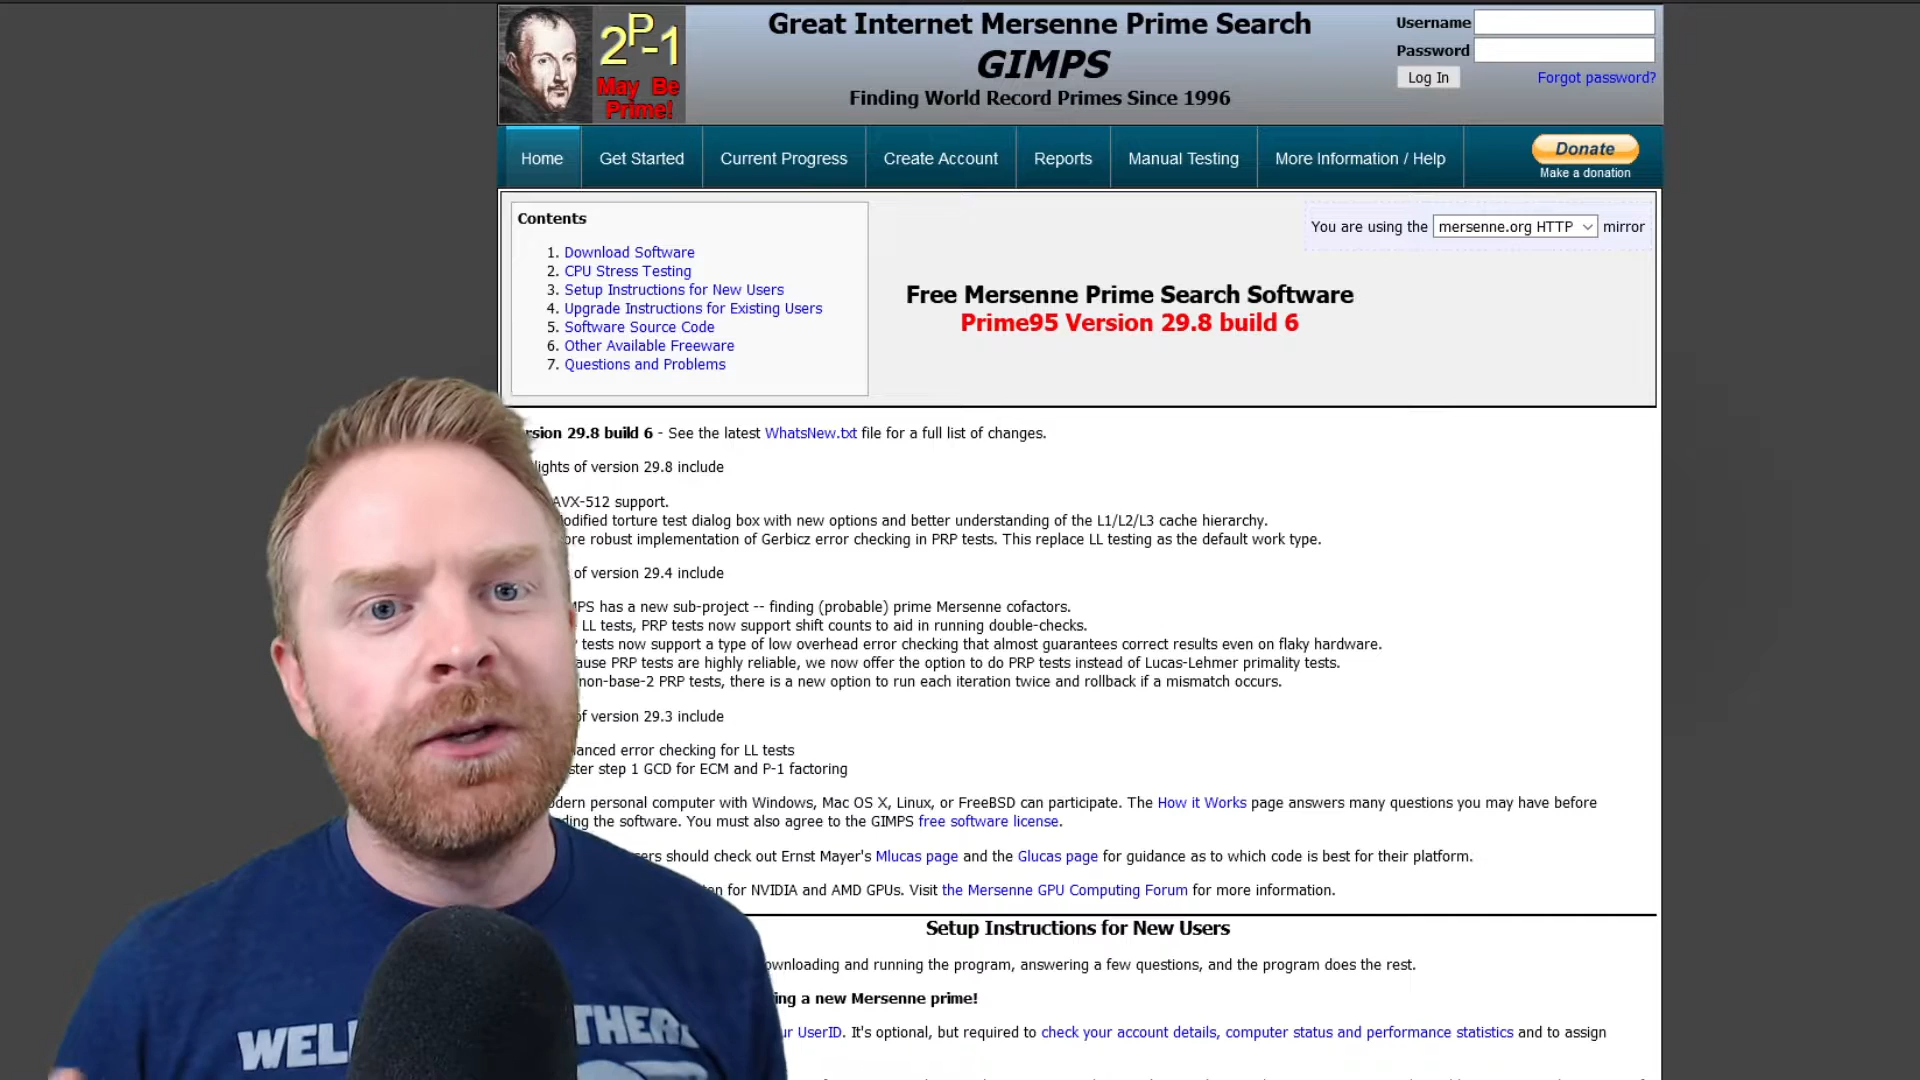 2P-1
May Be
Prime!
Great Internet Mersenne Prime Search
GIMPS
Finding World Record Primes Since 1996
Username
Password
Log In
Forgot password?
Home
Get Started
Current Progress
Create Account
Reports
Manual Testing
More Information / Help
Donate
Make a donation
Contents
1. Download Software
2. CPU Stress Testing
3. Setup Instructions for New Users
4. Upgrade Instructions for Existing Users
5. Software Source Code
6. Other Available Freeware
7. Questions and Problems
You are using the mersenne.org HTTP mirror
Free Mersenne Prime Search Software
Prime95 Version 29.8 build 6
rsion 29.8 build 6 - See the latest WhatsNew.txt file for a full list of changes.
lights of version 29.8 include
AVX-512 support.
odified torture test dialog box with new options and better understanding of the L1/L2/L3 cache hierarchy.
ore robust implementation of Gerbicz error checking in PRP tests. This replace LL testing as the default work type.
of version 29.4 include
MPS has a new sub-project -- finding (probable) prime Mersenne cofactors.
LL tests, PRP tests now support shift counts to aid in running double-checks.
tests now support a type of low overhead error checking that almost guarantees correct results even on flaky hardware.
ause PRP tests are highly reliable, we now offer the option to do PRP tests instead of Lucas-Lehmer primality tests.
non-base-2 PRP tests, there is a new option to run each iteration twice and rollback if a mismatch occurs.
of version 29.3 include
anced error checking for LL tests
ster step 1 GCD for ECM and P-1 factoring
dern personal computer with Windows, Mac OS X, Linux, or FreeBSD can participate. The How it Works page answers many questions you may have before
ding the software. You must also agree to the GIMPS free software license.
ers should check out Ernst Mayer's Mlucas page and the Glucas page for guidance as to which code is best for their platform.
en for NVIDIA and AMD GPUs. Visit the Mersenne GPU Computing Forum for more information.
Setup Instructions for New Users
ownloading and running the program, answering a few questions, and the program does the rest.
ing a new Mersenne prime!
ur UserID. It's optional, but required to check your account details, computer status and performance statistics and to assign
WELL
THERE